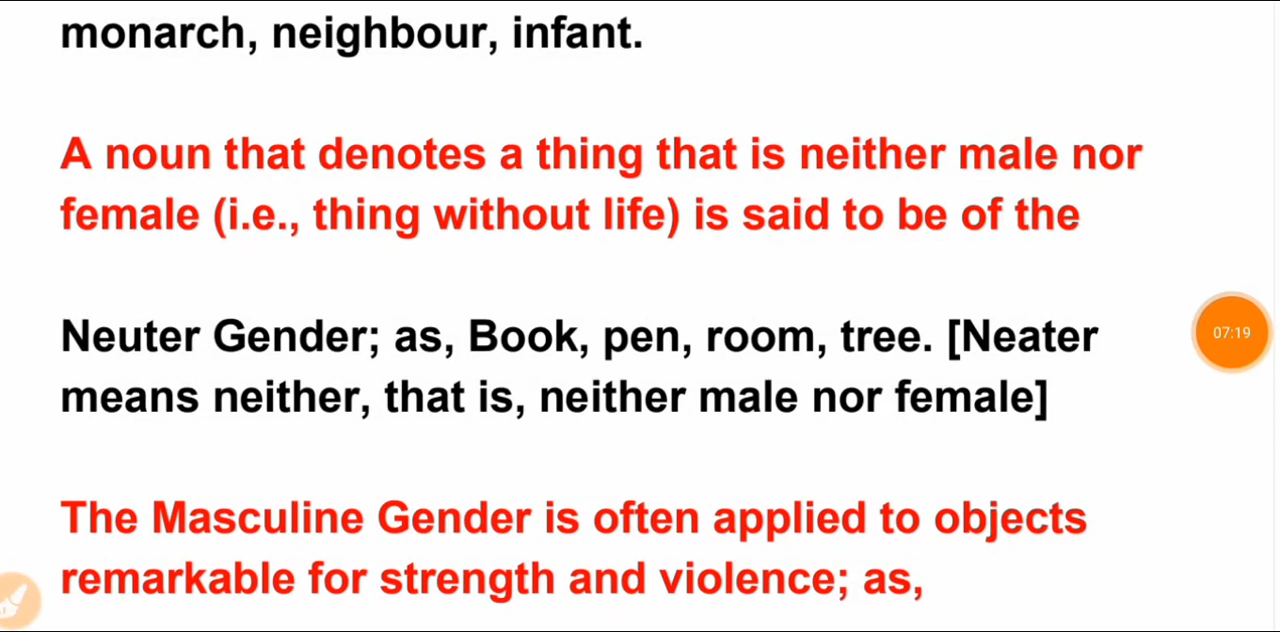 monarch, neighbour, infant.
A noun that denotes a thing that is neither male nor
female (i.e., thing without life) is said to be of the
Neuter Gender; as, Book, pen, room, tree. [Neater
means neither, that is, neither male nor female]
07:19
The Masculine Gender is often applied to objects
remarkable for strength and violence; as,